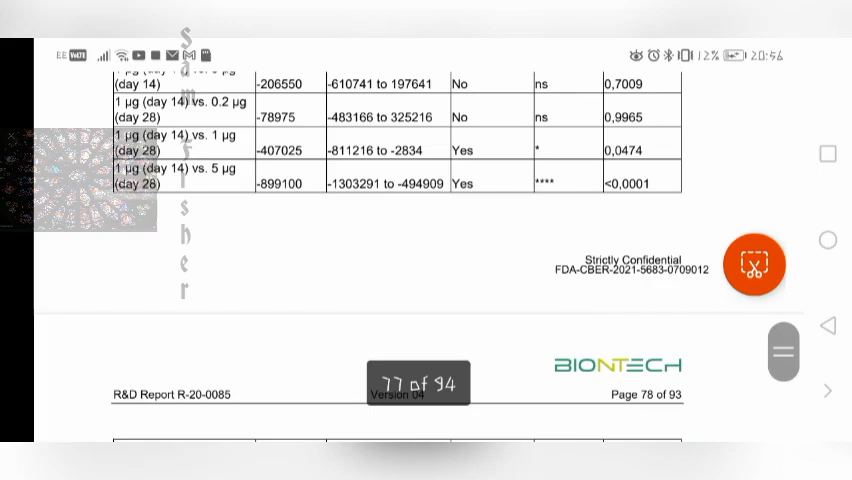 EE VoLTE 12% 20:56
(day 14) -206550 -610741 to 197641 No ns 0,7009
1 µg (day 14) vs. 0.2 µg
(day 28) -78975 -483166 to 325216 No ns 0,9965
1 µg (day 14) vs. 1 µg
(day 28) -407025 -811216 to -2834 Yes * 0,0474
1 µg (day 14) vs. 5 µg
(day 28) -899100 -1303291 to -494909 Yes **** <0,0001
Sam Fisher
Strictly Confidential
FDA-CBER-2021-5683-0709012
BIONTECH
77 of 94
R&D Report R-20-0085 Version 04 Page 78 of 93